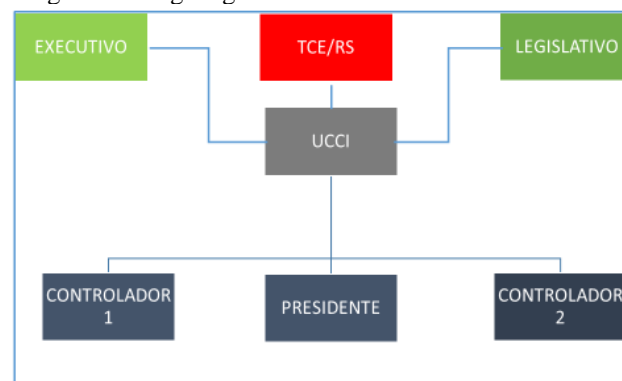 EXECUTIVO
TCE/RS
LEGISLATIVO
UCCI
CONTROLADOR
1
PRESIDENTE
CONTROLADOR
2